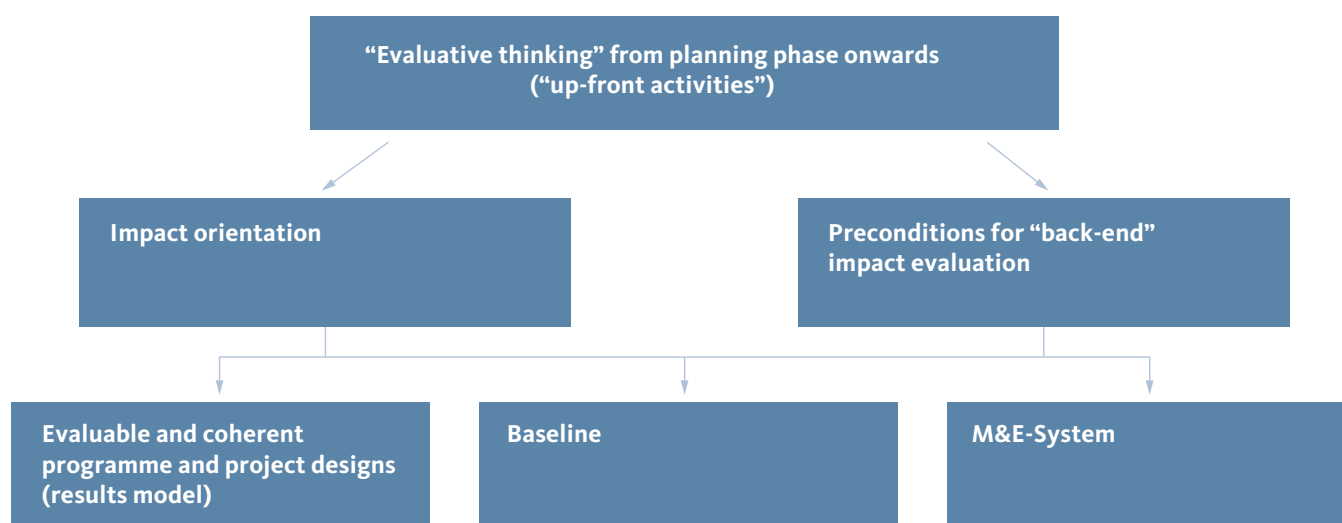 “Evaluative thinking” from planning phase onwards
(“up-front activities”)
Impact orientation
Preconditions for “back-end”
impact evaluation
Evaluable and coherent
programme and project designs
(results model)
Baseline
M&E-System